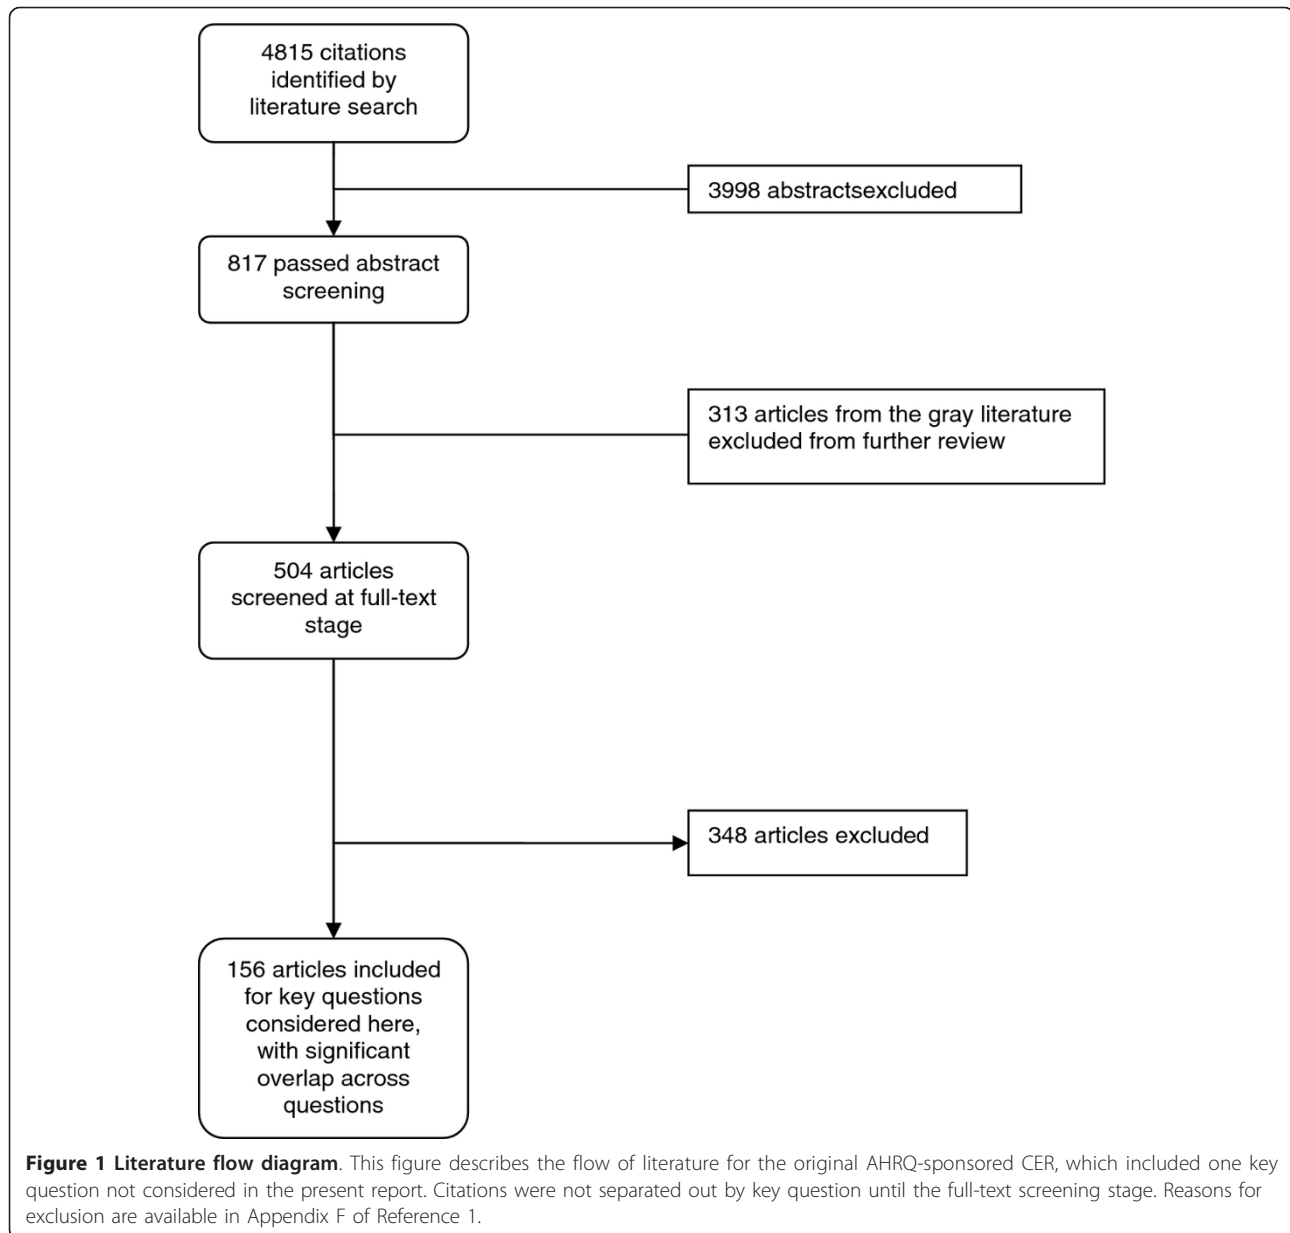 4815 citations
identified by
literature search
3998 abstractsexcluded
817 passed abstract
screening
313 articles from the gray literature
excluded from further review
504 articles
screened at full-text
stage
348 articles excluded
156 articles included
for key questions
considered here,
with significant
overlap across
questions
Figure 1 Literature flow diagram. This figure describes the flow of literature for the original AHRQ-sponsored CER, which included one key
question not considered in the present report. Citations were not separated out by key question until the full-text screening stage. Reasons for
exclusion are available in Appendix F of Reference 1.